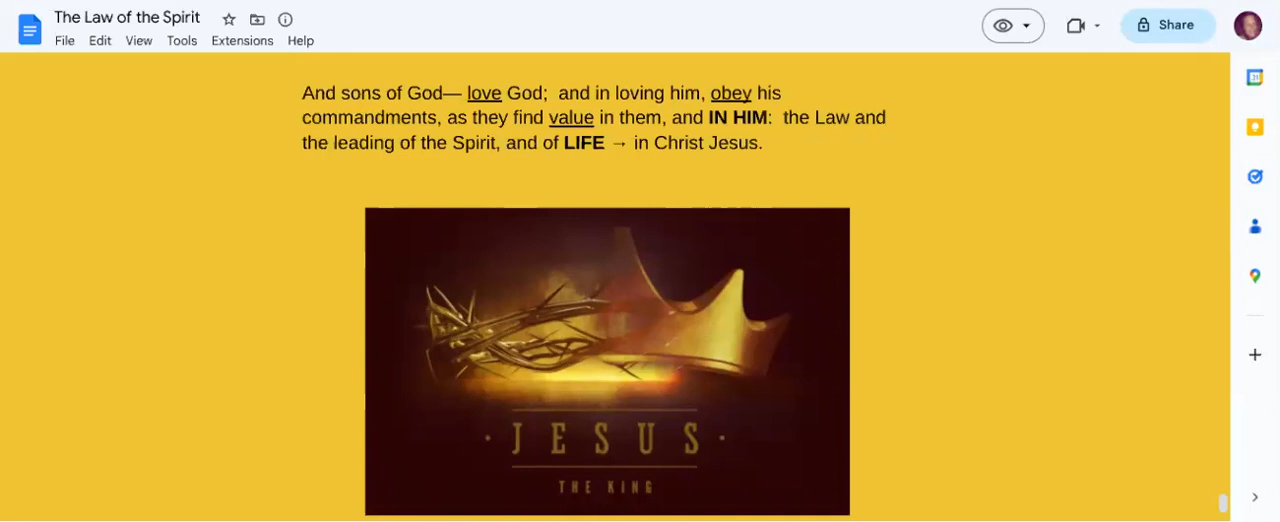 The Law of the Spirit
File Edit View Tools Extensions Help
Share
31
And sons of God— love God;  and in loving him, obey his
commandments, as they find value in them, and IN HIM:  the Law and
the leading of the Spirit, and of LIFE → in Christ Jesus.
· JESUS ·
THE KING